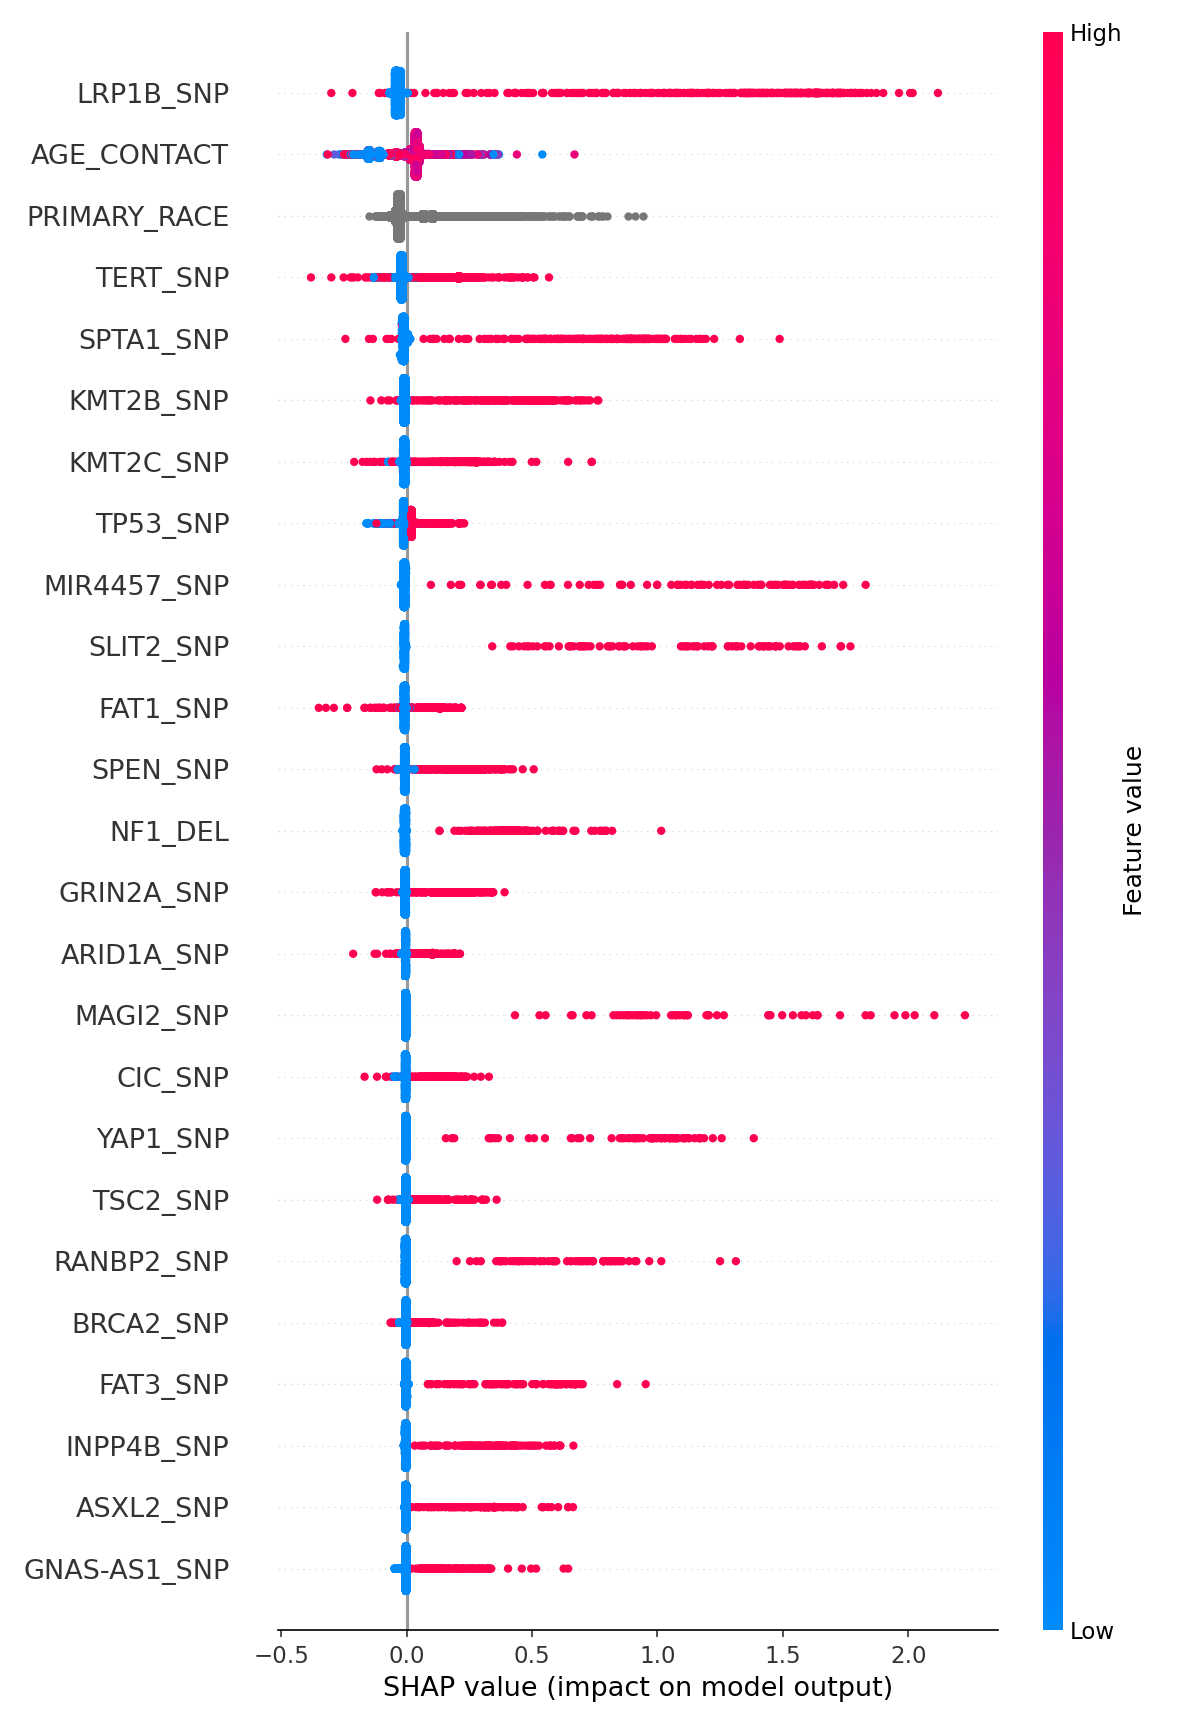 High
LRP1B_SNP
AGE_CONTACT
PRIMARY_RACE
TERT_SNP
SPTA1_SNP
KMT2B_SNP
KMT2C_SNP
TP53_SNP
MIR4457_SNP
SLIT2_SNP
FAT1_SNP
SPEN_SNP
NF1_DEL
GRIN2A_SNP
ARID1A_SNP
MAGI2_SNP
CIC_SNP
YAP1_SNP
TSC2_SNP
RANBP2_SNP
BRCA2_SNP
FAT3_SNP
INPP4B_SNP
ASXL2_SNP
GNAS-AS1_SNP
Feature value
Low
−0.5 0.0 0.5 1.0 1.5 2.0
SHAP value (impact on model output)